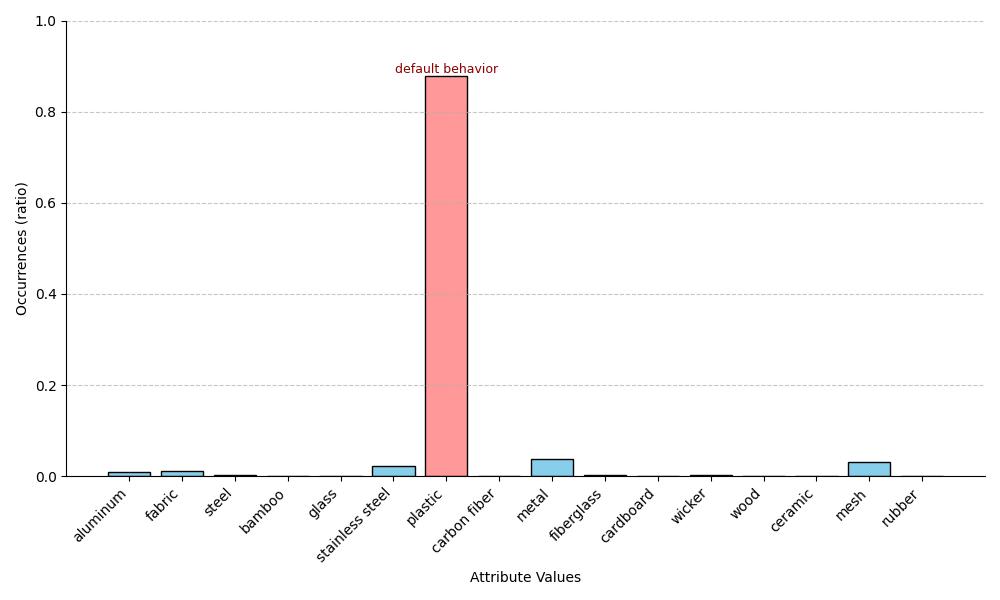 1.0
default behavior
0.8
0.6
0.4
0.2
0.0
Occurrences (ratio)
aluminum
fabric
steel
bamboo
glass
stainless steel
plastic
carbon fiber
metal
fiberglass
cardboard
wicker
wood
ceramic
mesh
rubber
Attribute Values